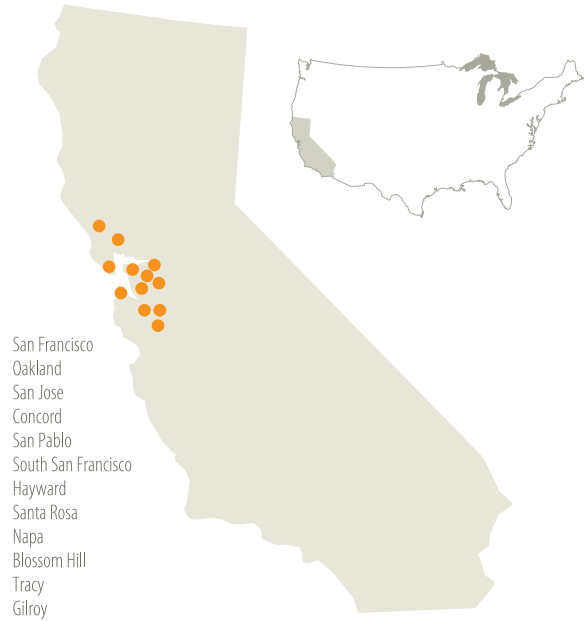 San Francisco
Oakland
San Jose
Concord
San Pablo
South San Francisco
Hayward
Santa Rosa
Napa
Blossom Hill
Tracy
Gilroy